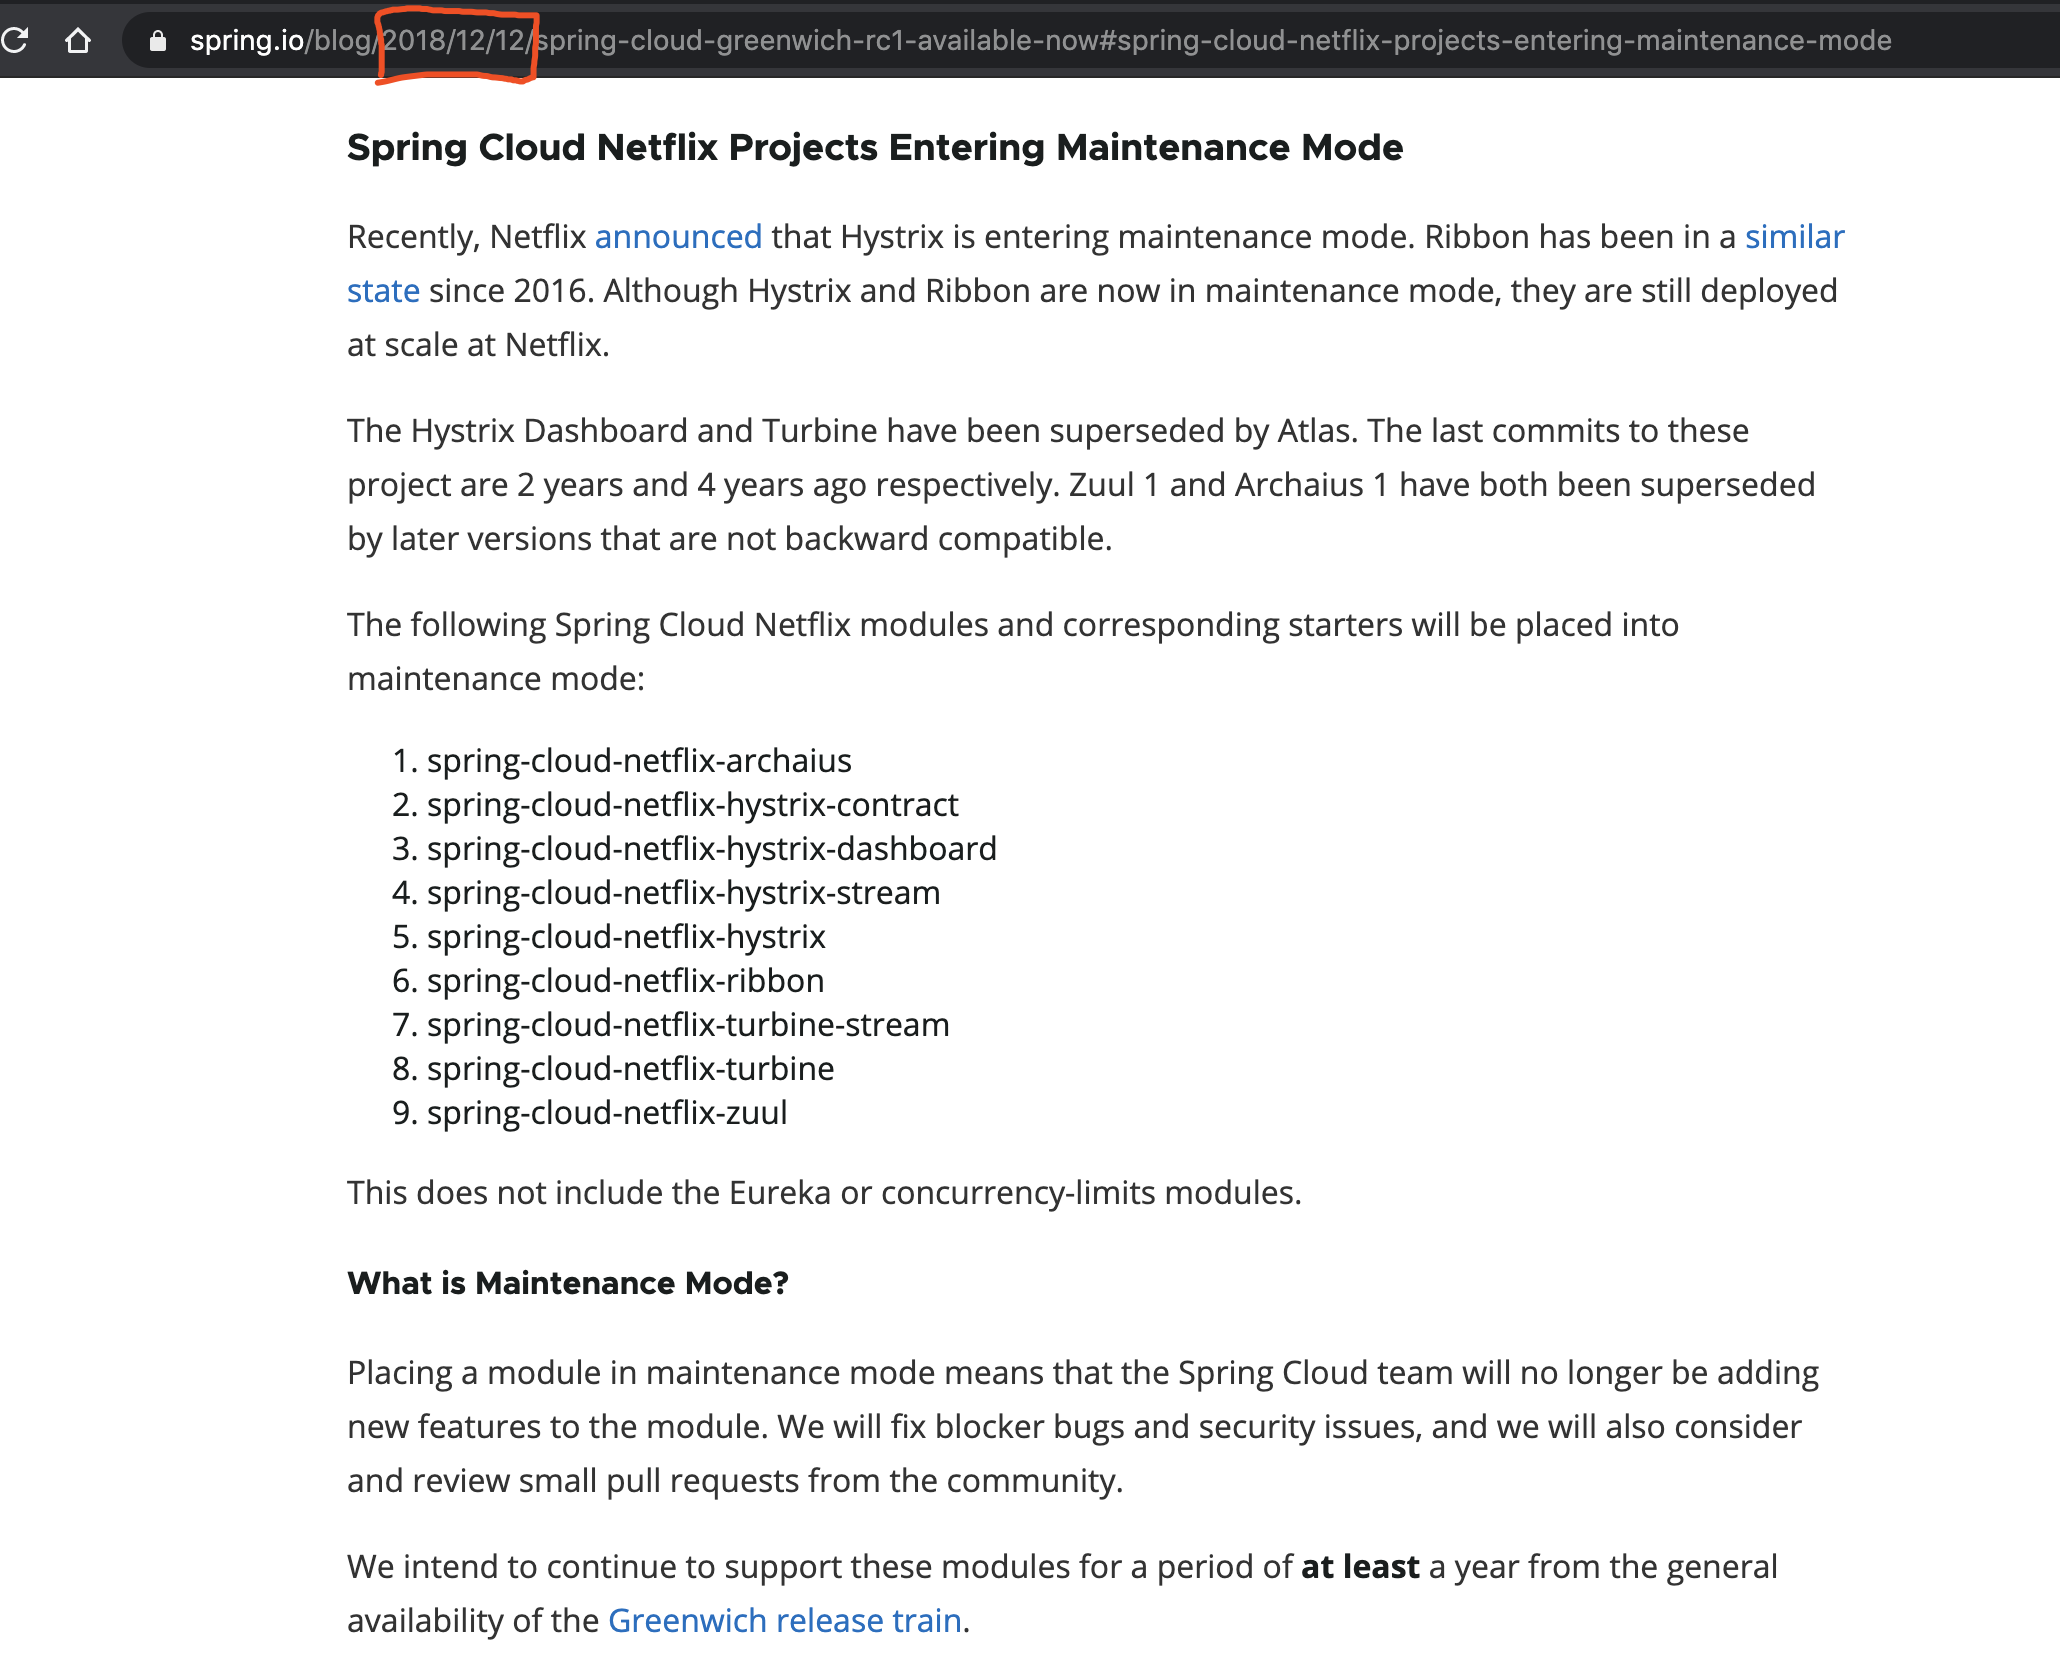 spring.io/blog/2018/12/12/spring-cloud-greenwich-rc1-available-now#spring-cloud-netflix-projects-entering-maintenance-mode
Spring Cloud Netflix Projects Entering Maintenance Mode
Recently, Netflix announced that Hystrix is entering maintenance mode. Ribbon has been in a similar
state since 2016. Although Hystrix and Ribbon are now in maintenance mode, they are still deployed
at scale at Netflix.
The Hystrix Dashboard and Turbine have been superseded by Atlas. The last commits to these
project are 2 years and 4 years ago respectively. Zuul 1 and Archaius 1 have both been superseded
by later versions that are not backward compatible.
The following Spring Cloud Netflix modules and corresponding starters will be placed into
maintenance mode:
1. spring-cloud-netflix-archaius
2. spring-cloud-netflix-hystrix-contract
3. spring-cloud-netflix-hystrix-dashboard
4. spring-cloud-netflix-hystrix-stream
5. spring-cloud-netflix-hystrix
6. spring-cloud-netflix-ribbon
7. spring-cloud-netflix-turbine-stream
8. spring-cloud-netflix-turbine
9. spring-cloud-netflix-zuul
This does not include the Eureka or concurrency-limits modules.
What is Maintenance Mode?
Placing a module in maintenance mode means that the Spring Cloud team will no longer be adding
new features to the module. We will fix blocker bugs and security issues, and we will also consider
and review small pull requests from the community.
We intend to continue to support these modules for a period of at least a year from the general
availability of the Greenwich release train.